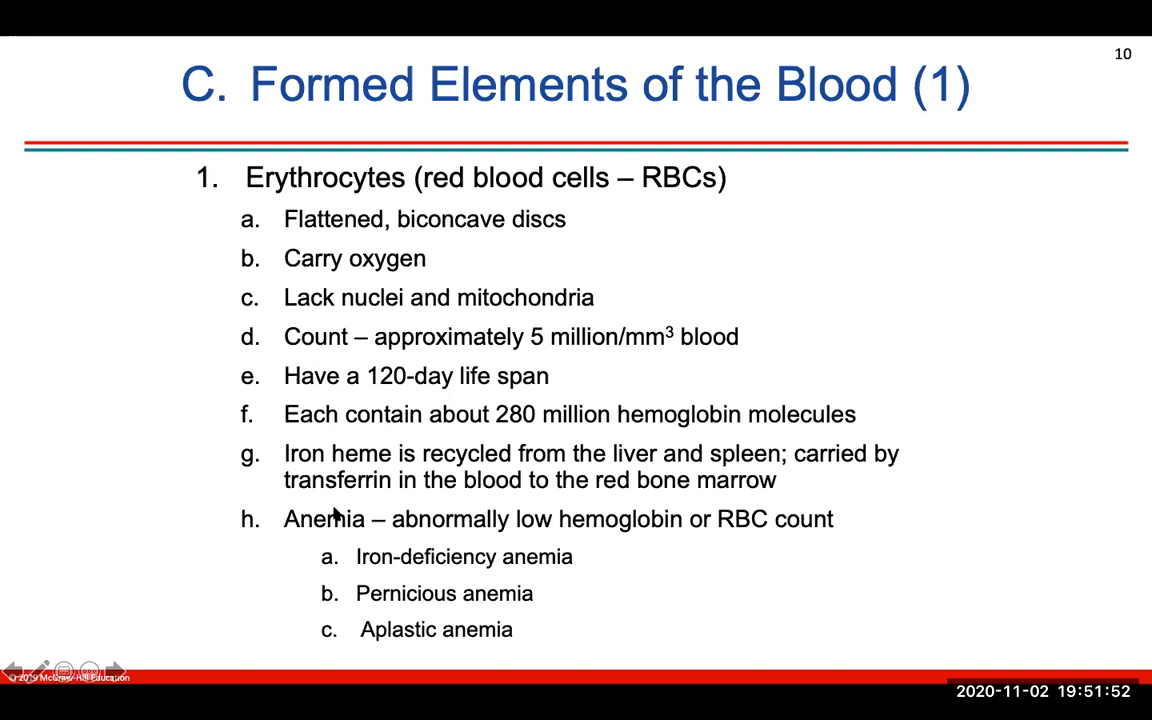 10
C. Formed Elements of the Blood (1)
1. Erythrocytes (red blood cells – RBCs)
a. Flattened, biconcave discs
b. Carry oxygen
c. Lack nuclei and mitochondria
d. Count – approximately 5 million/mm³ blood
e. Have a 120-day life span
f. Each contain about 280 million hemoglobin molecules
g. Iron heme is recycled from the liver and spleen; carried by
transferrin in the blood to the red bone marrow
h. Anemia – abnormally low hemoglobin or RBC count
a. Iron-deficiency anemia
b. Pernicious anemia
c. Aplastic anemia
McGraw-Hill Education
2020-11-02 19:51:52